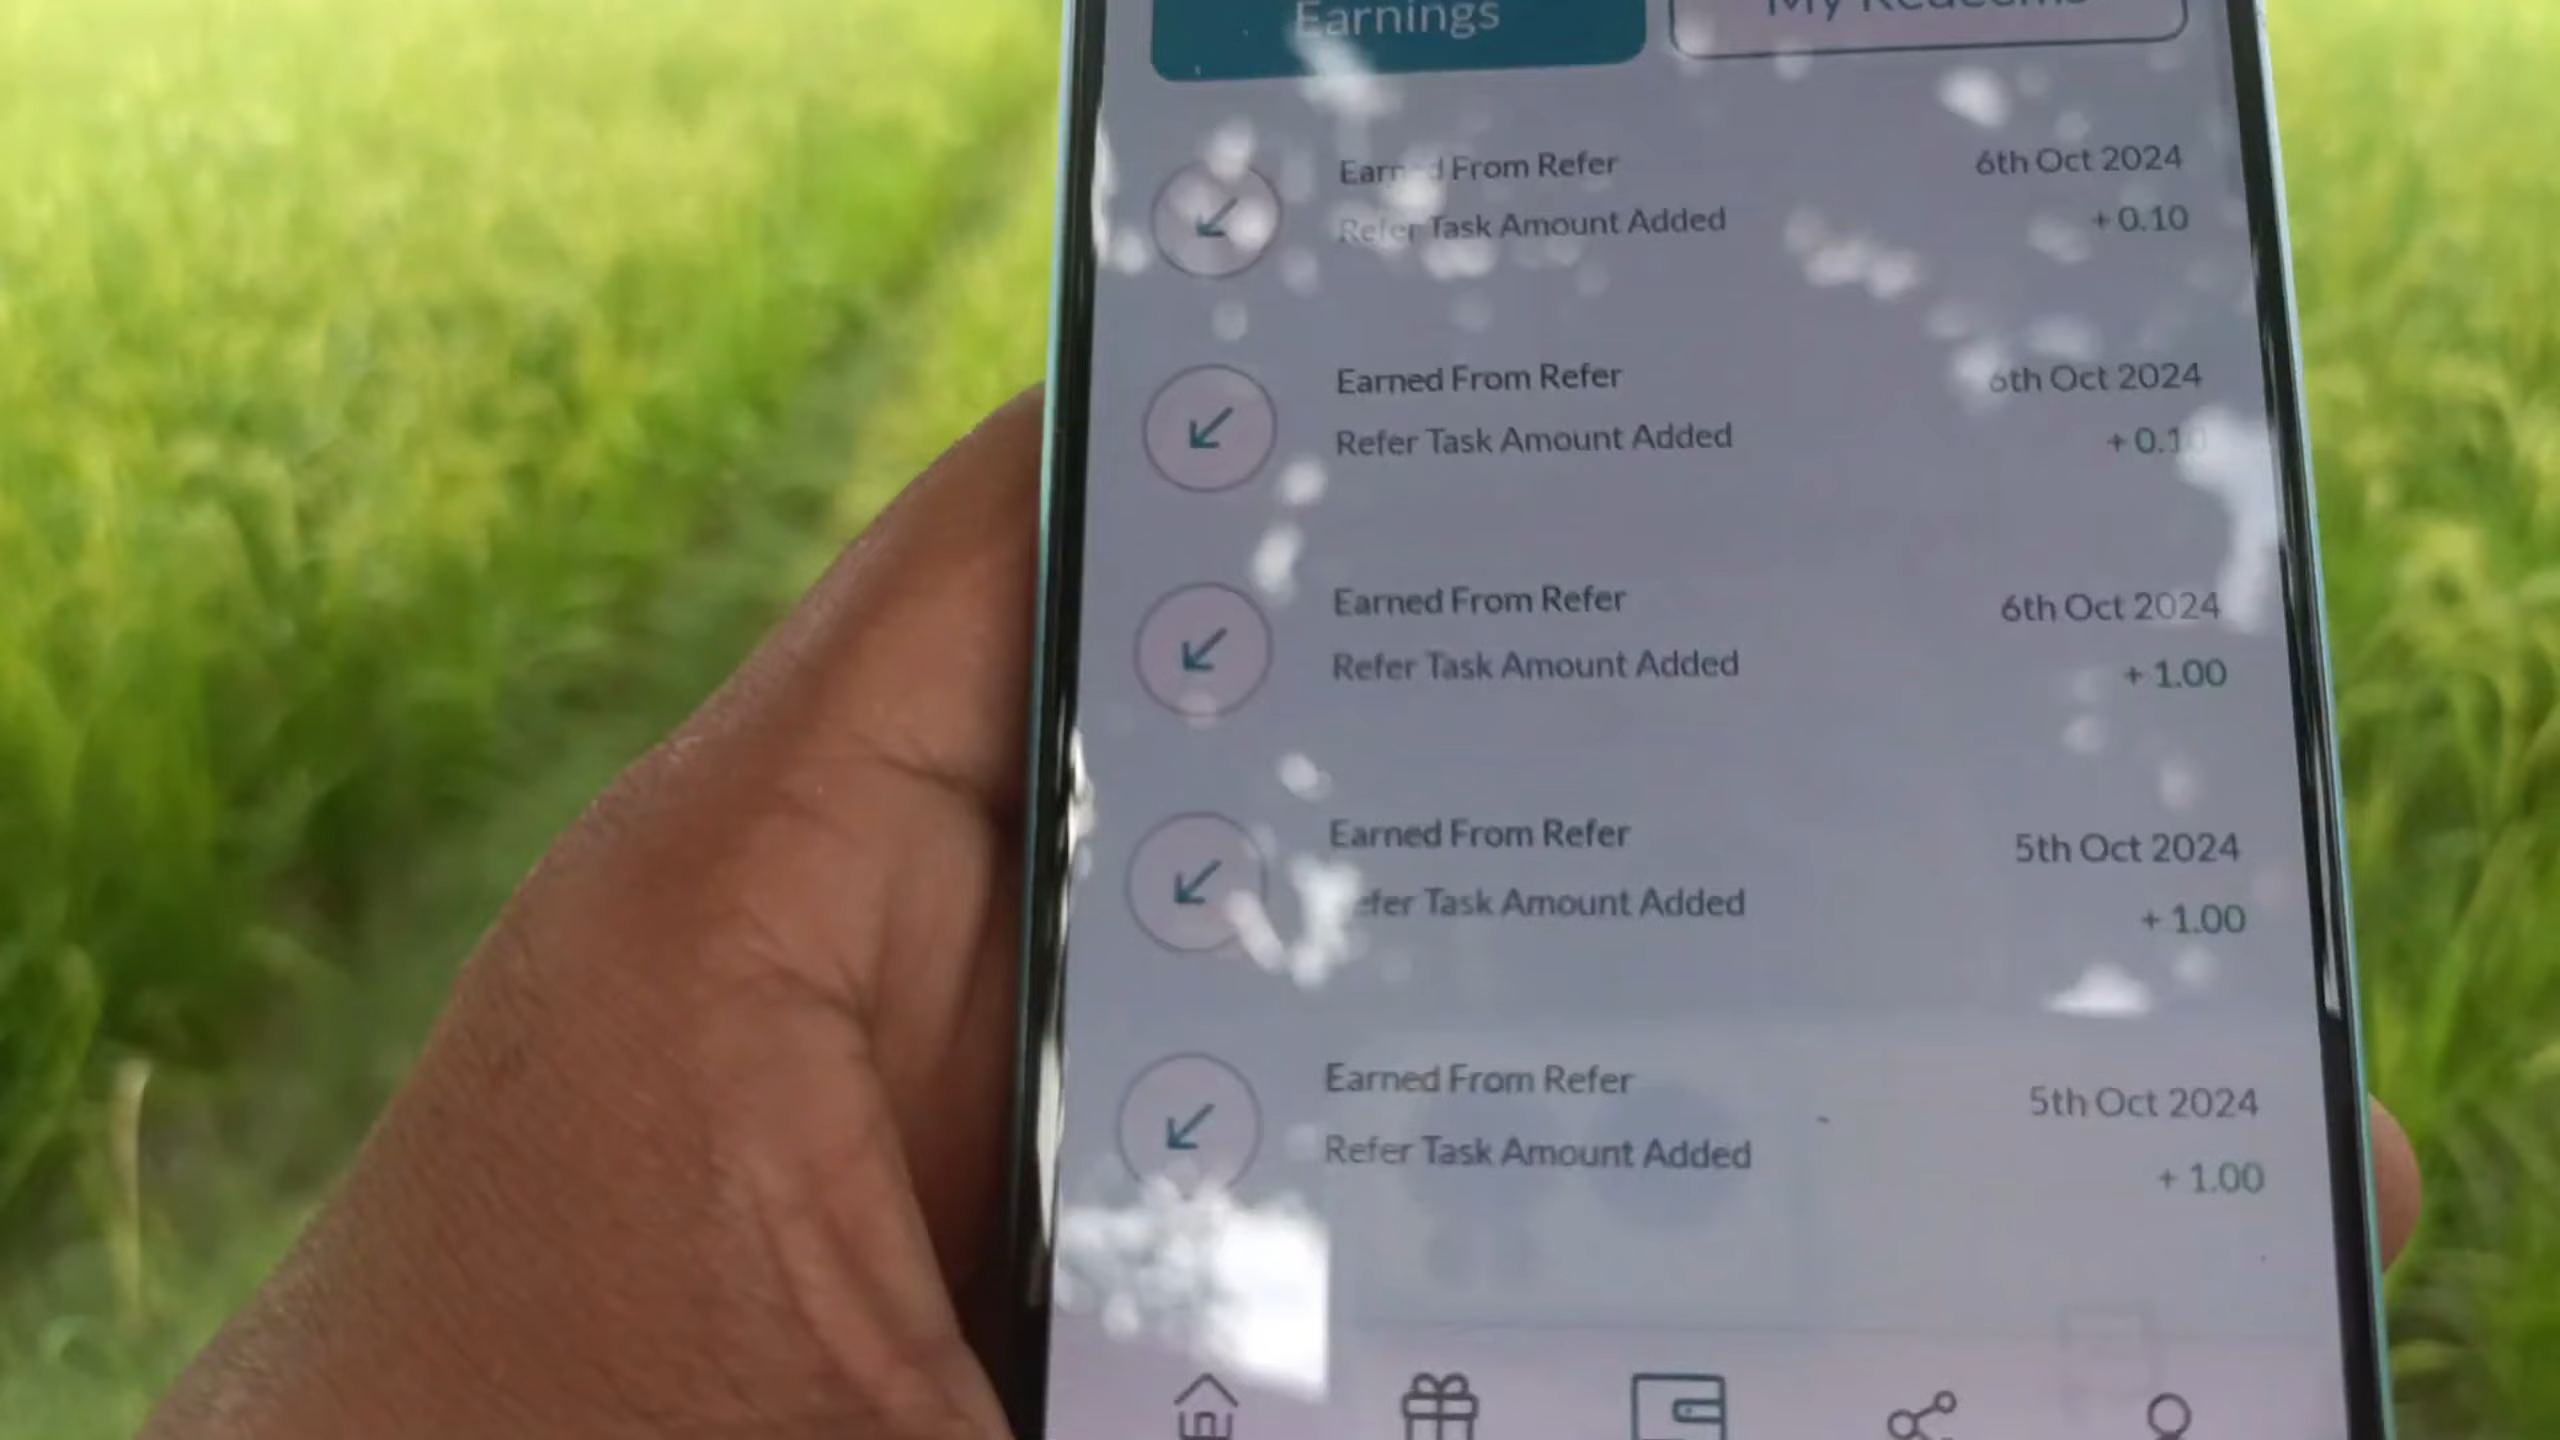 Earnings
My Redeems
Earned From Refer
6th Oct 2024
Refer Task Amount Added
+ 0.10
Earned From Refer
6th Oct 2024
Refer Task Amount Added
+ 0.10
Earned From Refer
6th Oct 2024
Refer Task Amount Added
+ 1.00
Earned From Refer
5th Oct 2024
Refer Task Amount Added
+ 1.00
Earned From Refer
5th Oct 2024
Refer Task Amount Added
+ 1.00